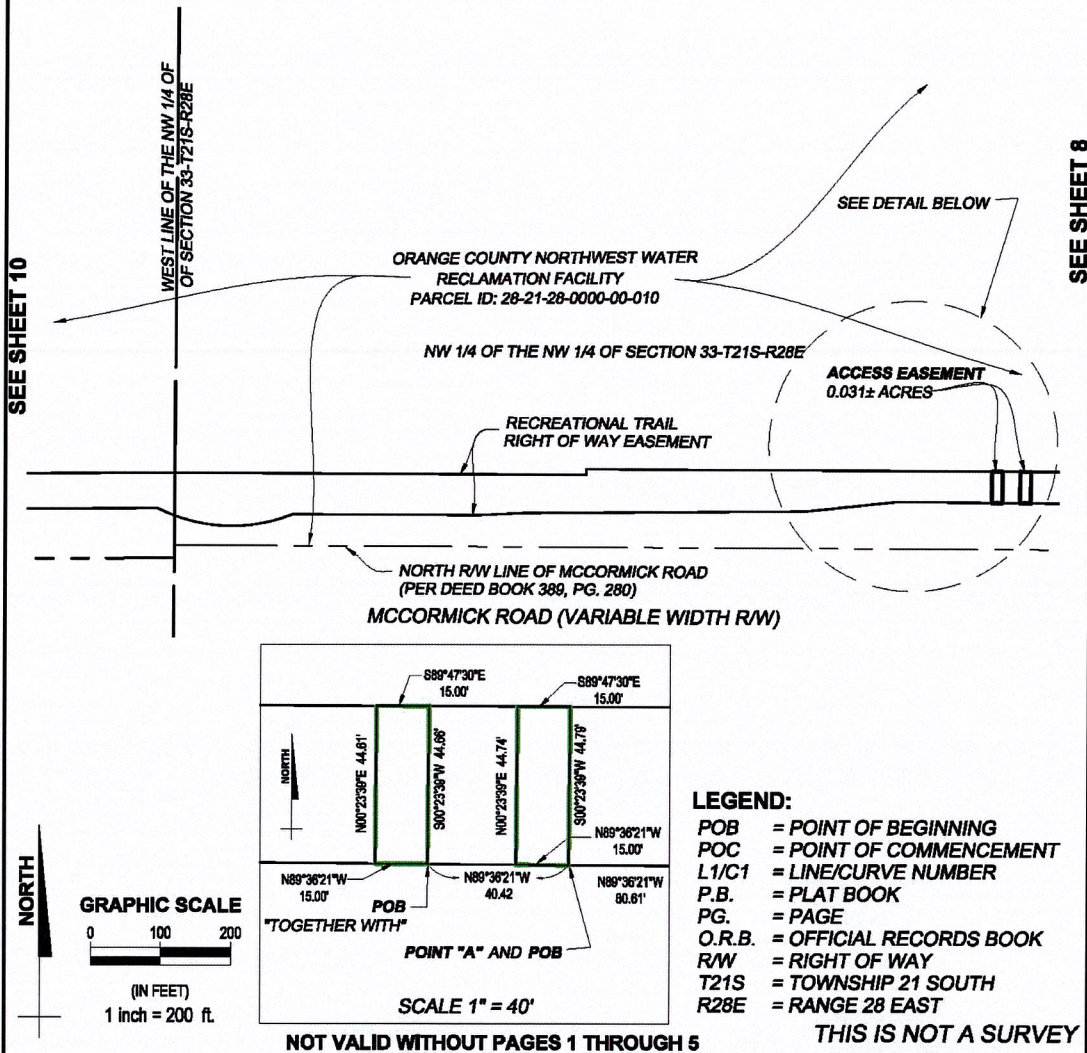 WEST LINE OF THE NW 1/4 OF
OF SECTION 33-T21S-R28E
SEE SHEET 10
SEE SHEET 8
SEE DETAIL BELOW
ORANGE COUNTY NORTHWEST WATER
RECLAMATION FACILITY
PARCEL ID: 28-21-28-0000-00-010
NW 1/4 OF THE NW 1/4 OF SECTION 33-T21S-R28E
ACCESS EASEMENT
0.031± ACRES
RECREATIONAL TRAIL
RIGHT OF WAY EASEMENT
NORTH R/W LINE OF MCCORMICK ROAD
(PER DEED BOOK 389, PG. 280)
MCCORMICK ROAD (VARIABLE WIDTH R/W)
S89°47'30"E
15.00'
S89°47'30"E
15.00'
NORTH
N00°23'39"E 44.61'
S00°23'39"W 44.66'
N00°23'39"E 44.74'
S00°23'39"W 44.79'
N89°36'21"W
15.00'
N89°36'21"W
15.00'
N89°36'21"W
40.42
N89°36'21"W
80.61'
POB
"TOGETHER WITH"
POINT "A" AND POB
SCALE 1" = 40'
NORTH
GRAPHIC SCALE
0 100 200
(IN FEET)
1 inch = 200 ft.
LEGEND:
POB = POINT OF BEGINNING
POC = POINT OF COMMENCEMENT
L1/C1 = LINE/CURVE NUMBER
P.B. = PLAT BOOK
PG. = PAGE
O.R.B. = OFFICIAL RECORDS BOOK
R/W = RIGHT OF WAY
T21S = TOWNSHIP 21 SOUTH
R28E = RANGE 28 EAST
THIS IS NOT A SURVEY
NOT VALID WITHOUT PAGES 1 THROUGH 5